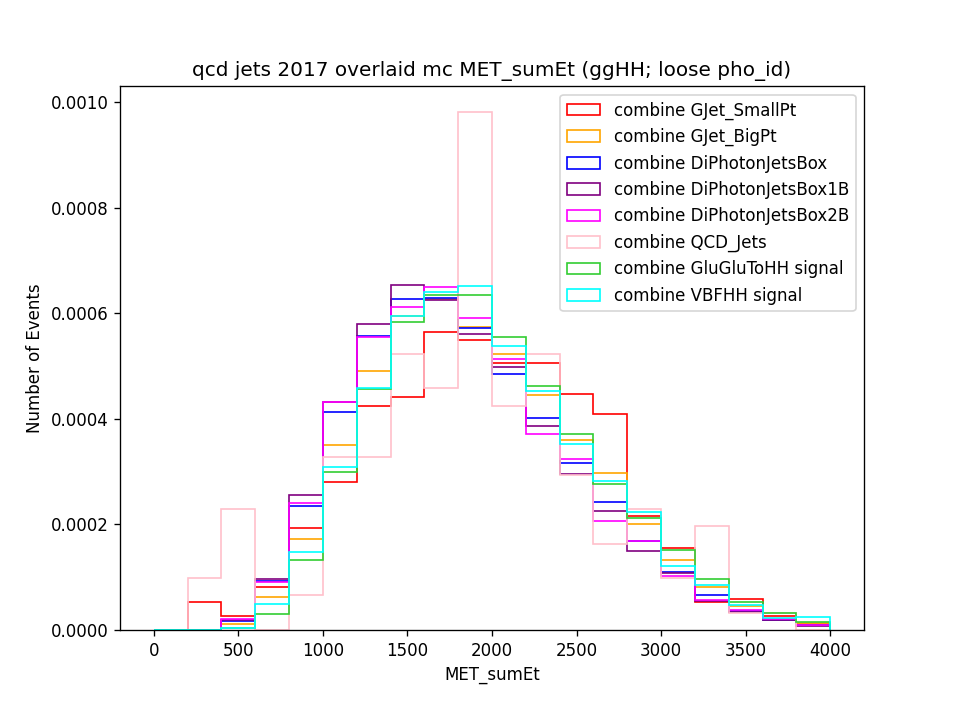 qcd jets 2017 overlaid mc MET_sumEt (ggHH; loose pho_id)
combine GJet_SmallPt
combine GJet_BigPt
combine DiPhotonJetsBox
combine DiPhotonJetsBox1B
combine DiPhotonJetsBox2B
combine QCD_Jets
combine GluGluToHH signal
combine VBFHH signal
Number of Events
0.0010
0.0008
0.0006
0.0004
0.0002
0.0000
0 500 1000 1500 2000 2500 3000 3500 4000
MET_sumEt